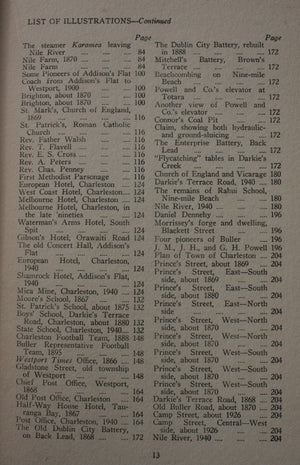 LIST OF ILLUSTRATIONS—Continued
Page
The steamer Karamea leaving
Nile River ... ... ... 84
Nile Farm, 1870 ... ... ... 84
Nile Farm ... ... ... 84
Some Pioneers of Addison's Flat 100
Coach from Addison's Flat to
Westport, 1900 ... ... 100
Brighton, about 1870 ... ... 100
Brighton, about 1870 ... ... 100
St. Mark's, Church of England,
1869 ... ... ... 116
St. Patrick's, Roman Catholic
Church ... ... ... 116
Rev. Father Walsh ... ... 116
Rev. T. Flavell ... ... 116
Rev. E. S. Cross ... ... 116
Rev. A. Peters ... ... 116
Rev. Chas. Penney ... ... 116
First Methodist Parsonage ... 116
European Hotel, Charleston ... 124
West Coast Hotel, Charleston... 124
Melbourne Hotel, Charleston ... 124
Melbourne Hotel, Charleston, in
the late 'nineties ... ... 124
Waterman's Arms Hotel, South
Spit ... ... ... 124
Gilson's Hotel, Orawaiti Road 124
The old Concert Hall, Addison's
Flat ... ... ... 124
European Hotel, Charleston,
1940 ... ... ... 124
Shamrock Hotel, Addison's Flat,
1940 ... ... ... 124
Mica Mine, Charleston, 1940 ... 124
Moore's School, 1867 ... ... 132
St. Patrick's School, about 1875 132
Boys' School, Darkie's Terrace
Road, Charleston, about 1880 132
State School, Charleston, 1940... 132
Charleston Football Team, 1888 148
Buller Representative Football
Team, 1895 ... ... ... 148
Westport Times Office, 1866 ... 148
Gladstone Street, old township
of Westport ... ... ... 148
Chief Post Office, Westport,
1868 ... ... ... 164
Old Post Office, Charleston ... 164
Half-Way House Hotel, Tau-
ranga Bay, 1867 ... ... 164
Post Office, Charleston, 1940 ... 164
The Old Dublin City Battery,
on Back Lead, 1868 ... ... 172
Page
The Dublin City Battery, rebuilt
in 1888 ... ... ... 172
Mitchell's Battery, Brown's
Terrace ... ... ... 172
Beachcombing on Nine-mile
Beach ... ... ... 172
Powell and Co.'s elevator at
Totara ... ... ... 172
Another view of Powell and
Co.'s elevator ... ... 172
Connor's Coal Pit ... ... 172
Claim, showing both hydraulic-
and ground-sluicing ... ... 172
The Enterprise Battery, Back
Lead ... ... ... 172
"Flycatching" tables in Darkie's
Creek ... ... ... 172
Church of England and Vicarage 180
Darkie's Terrace Road, 1940 ... 180
The remains of Rahui School,
Nine-mile Beach ... ... 180
Nile River, 1940 ... ... 180
Daniel Dennehy ... ... ... 196
Morrissey's forge and dwelling,
Blackett Street ... ... 196
Four pioneers of Buller ... 196
J. M., J. H., and G. H. Powell 196
Plan of Town of Charleston ... 204
Prince's Street, about 1869 ... 204
Prince's Street, East—South
side, about 1869 ... ... 204
Prince's Street, East—South
side, about 1880 ... ... 204
Prince's Street, East—North
side ... ... ... 204
Prince's Street, West—North
side, about 1870 ... ... 204
Prince's Street, West—South
side, about 1870 ... ... 204
Prince's Street, West—South
side, about 1870 ... ... 204
Prince's Street, West—South
side, about 1870 ... ... 204
Darkie's Terrace Road, 1868 ... 204
Old Buller Road, about 1870 ... 204
Camp Street, about 1926 ... 204
Camp Street, Central—West
side, about 1926 ... ... 204
Nile River, 1940 ... ... ... 204
13